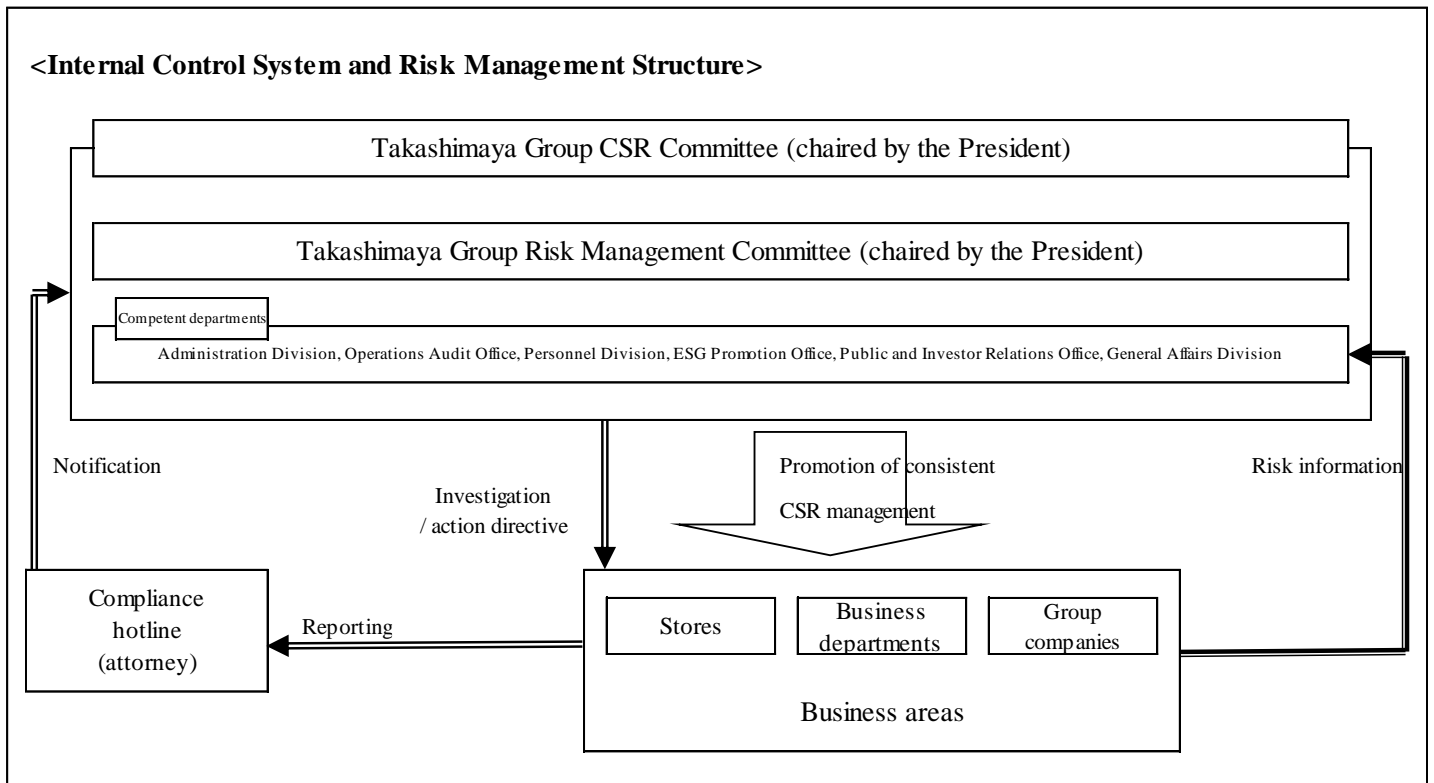 <Internal Control System and Risk Management Structure>
Takashimaya Group CSR Committee (chaired by the President)
Takashimaya Group Risk Management Committee (chaired by the President)
Competent departments
Administration Division, Operations Audit Office, Personnel Division, ESG Promotion Office, Public and Investor Relations Office, General Affairs Division
Notification
Investigation
/ action directive
Promotion of consistent
CSR management
Risk information
Compliance
hotline
(attorney)
Reporting
Stores
Business
departments
Group
companies
Business areas